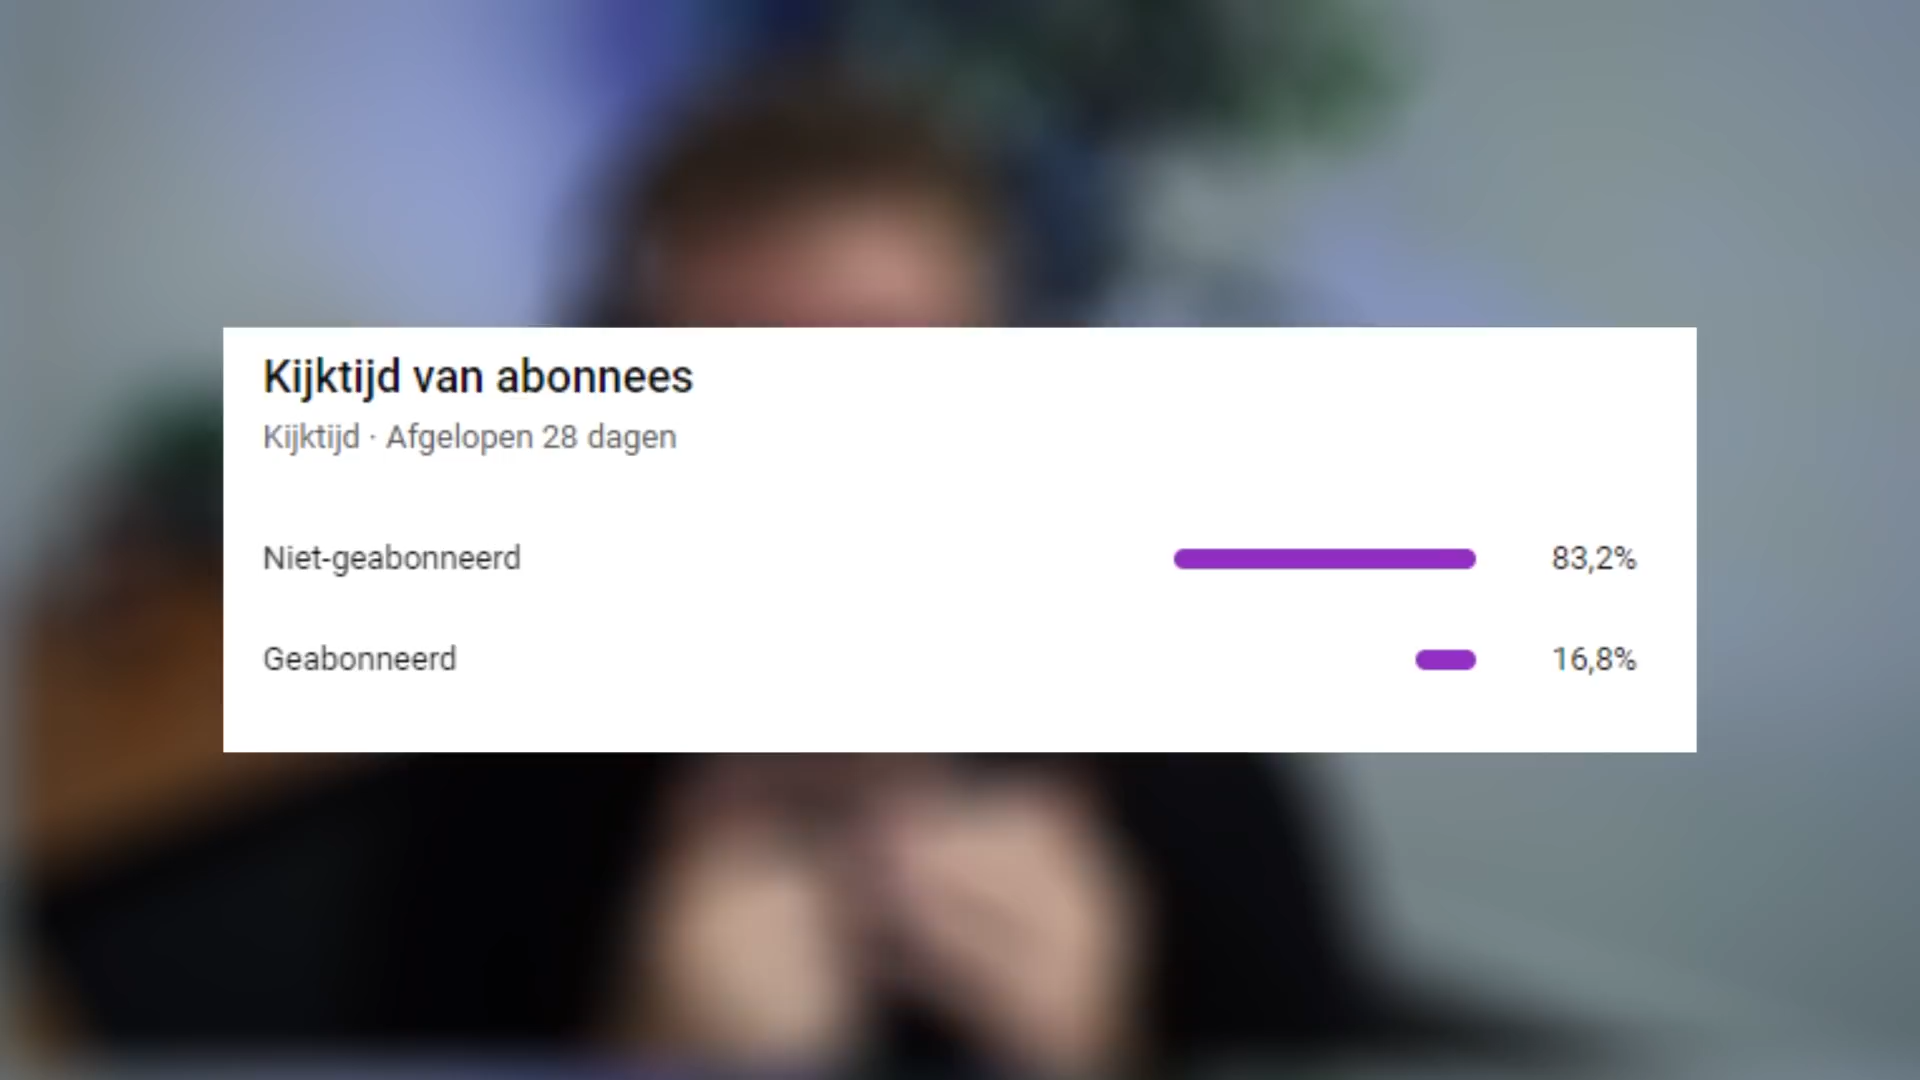 Kijktijd van abonnees
Kijktijd · Afgelopen 28 dagen
Niet-geabonneerd 83,2%
Geabonneerd 16,8%